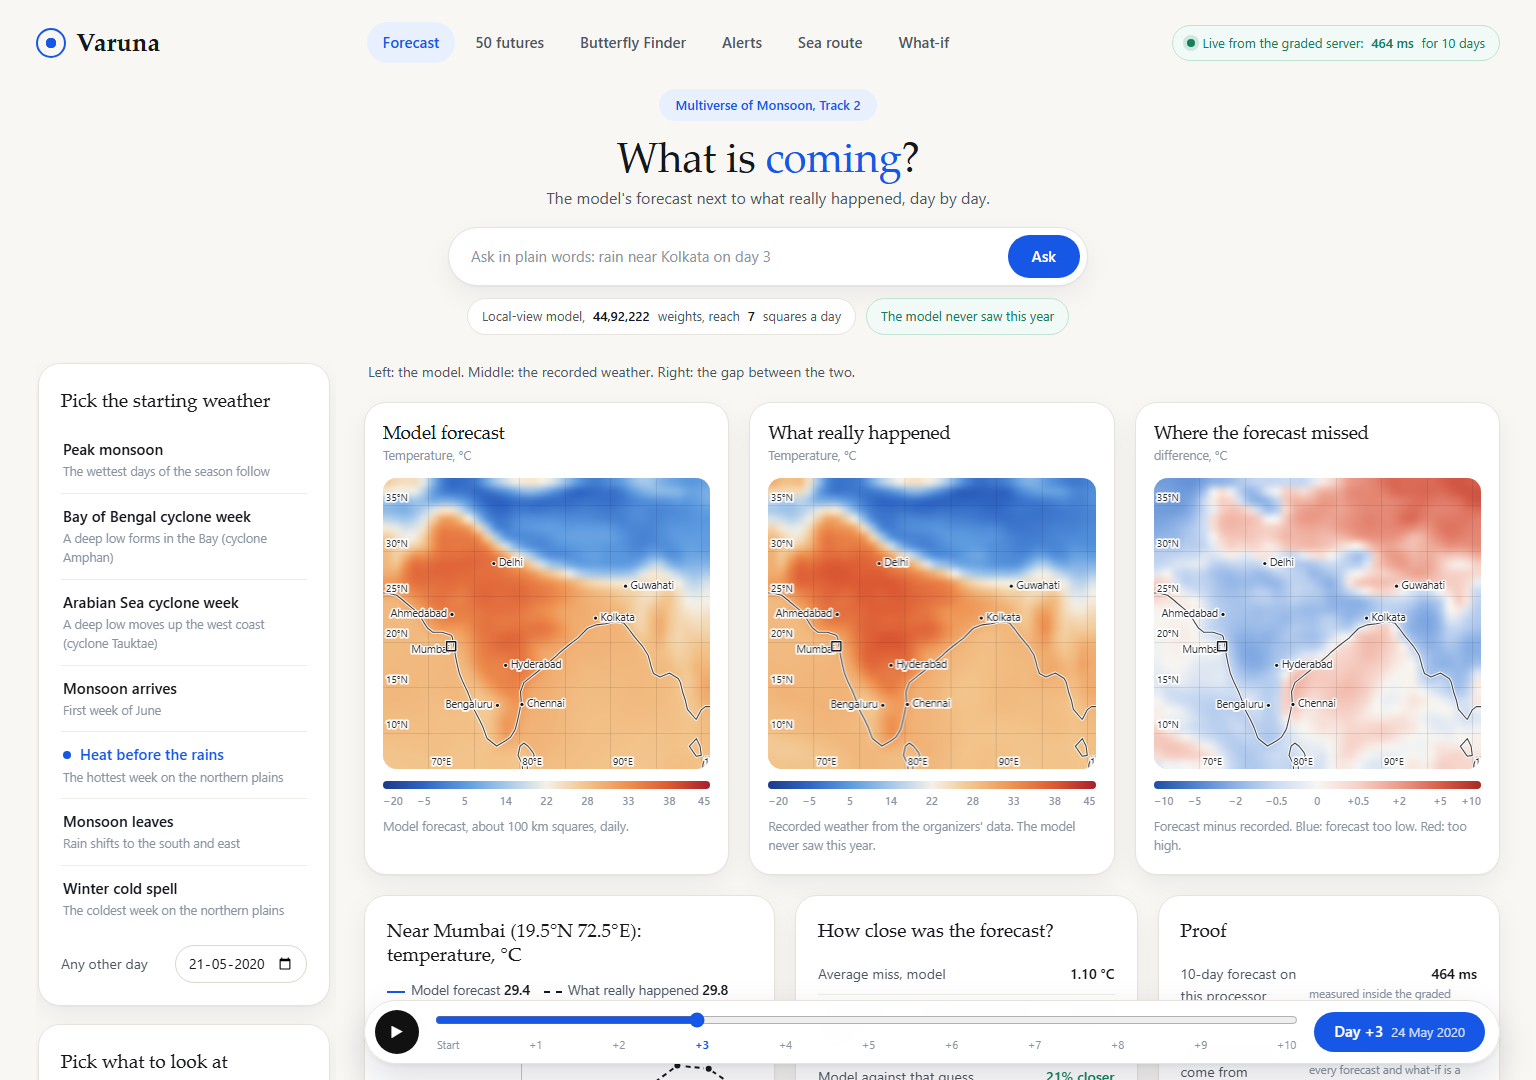 Varuna
Forecast
50 futures
Butterfly Finder
Alerts
Sea route
What-if
Live from the graded server: 464 ms for 10 days
Multiverse of Monsoon, Track 2
What is coming?
The model's forecast next to what really happened, day by day.
Ask in plain words: rain near Kolkata on day 3
Ask
Local-view model, 44,92,222 weights, reach 7 squares a day
The model never saw this year
Pick the starting weather
Peak monsoon
The wettest days of the season follow
Bay of Bengal cyclone week
A deep low forms in the Bay (cyclone
Amphan)
Arabian Sea cyclone week
A deep low moves up the west coast
(cyclone Tauktae)
Monsoon arrives
First week of June
Heat before the rains
The hottest week on the northern plains
Monsoon leaves
Rain shifts to the south and east
Winter cold spell
The coldest week on the northern plains
Any other day
21-05-2020
Pick what to look at
Left: the model. Middle: the recorded weather. Right: the gap between the two.
Model forecast
Temperature, °C
35°N
30°N
Delhi
25°N
Guwahati
Ahmedabad
Kolkata
20°N
Mumba
Hyderabad
15°N
Bengaluru
Chennai
10°N
70°E
80°E
90°E
−20 −5 5 14 22 28 33 38 45
Model forecast, about 100 km squares, daily.
What really happened
Temperature, °C
35°N
30°N
Delhi
25°N
Guwahati
Ahmedabad
Kolkata
20°N
Mumba
Hyderabad
15°N
Bengaluru
Chennai
10°N
70°E
80°E
90°E
−20 −5 5 14 22 28 33 38 45
Recorded weather from the organizers' data. The model
never saw this year.
Where the forecast missed
difference, °C
35°N
30°N
Delhi
25°N
Guwahati
Ahmedabad
Kolkata
20°N
Mumba
Hyderabad
15°N
Bengaluru
Chennai
10°N
70°E
80°E
90°E
−10 −5 −2 −0.5 0 +0.5 +2 +5 +10
Forecast minus recorded. Blue: forecast too low. Red: too
high.
Near Mumbai (19.5°N 72.5°E):
temperature, °C
Model forecast 29.4
What really happened 29.8
How close was the forecast?
Average miss, model 1.10 °C
Model against that guess 21% closer
Proof
10-day forecast on
this processor
464 ms
measured inside the graded
come from
every forecast and what-if is a
Start +1 +2 +3 +4 +5 +6 +7 +8 +9 +10
Day +3 24 May 2020